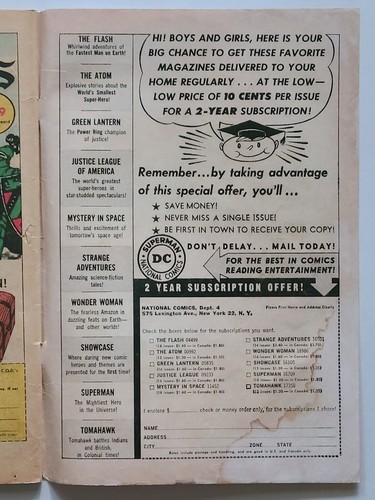 THE FLASH
Whirlwind adventures of
the Fastest Man on Earth!
THE ATOM
Explosive stories about the
World's Smallest
Super-Hero!
GREEN LANTERN
The Power Ring champion
of justice!
JUSTICE LEAGUE
OF AMERICA
The world's greatest
super-heroes in
star-studded spectaculars!
MYSTERY IN SPACE
Thrills and excitement of
tomorrow's space age!
STRANGE
ADVENTURES
Amazing science-fiction
tales!
WONDER WOMAN
The fearless Amazon in
dazzling feats on Earth—
and other worlds!
SHOWCASE
Where daring new comic
heroes and themes are
presented for the first time!
SUPERMAN
The Mightiest Hero
in the Universe!
TOMAHAWK
Tomahawk battles Indians
and British,
in Colonial times!
HI! BOYS AND GIRLS, HERE IS YOUR
BIG CHANCE TO GET THESE FAVORITE
MAGAZINES DELIVERED TO YOUR
HOME REGULARLY . . . AT THE LOW—
LOW PRICE OF 10 CENTS PER ISSUE
FOR A 2-YEAR SUBSCRIPTION!
Remember...by taking advantage
of this special offer, you'll ...
★ SAVE MONEY!
★ NEVER MISS A SINGLE ISSUE!
★ BE FIRST IN TOWN TO RECEIVE YOUR COPY!
DON'T DELAY... MAIL TODAY!
SUPERMAN
DC
NATIONAL COMICS
FOR THE BEST IN COMICS
READING ENTERTAINMENT!
2 YEAR SUBSCRIPTION OFFER!
NATIONAL COMICS, Dept. 4
575 Lexington Ave., New York 22, N. Y.
Please Print Name and Address Clearly
Check the boxes below for the subscriptions you want.
THE FLASH
THE ATOM
GREEN LANTERN
JUSTICE LEAGUE
MYSTERY IN SPACE
STRANGE ADVENTURES
WONDER WOMAN
SHOWCASE
SUPERMAN
TOMAHAWK
I enclose $ check or money order only, for the subscriptions I check!
NAME
ADDRESS
CITY ZONE STATE